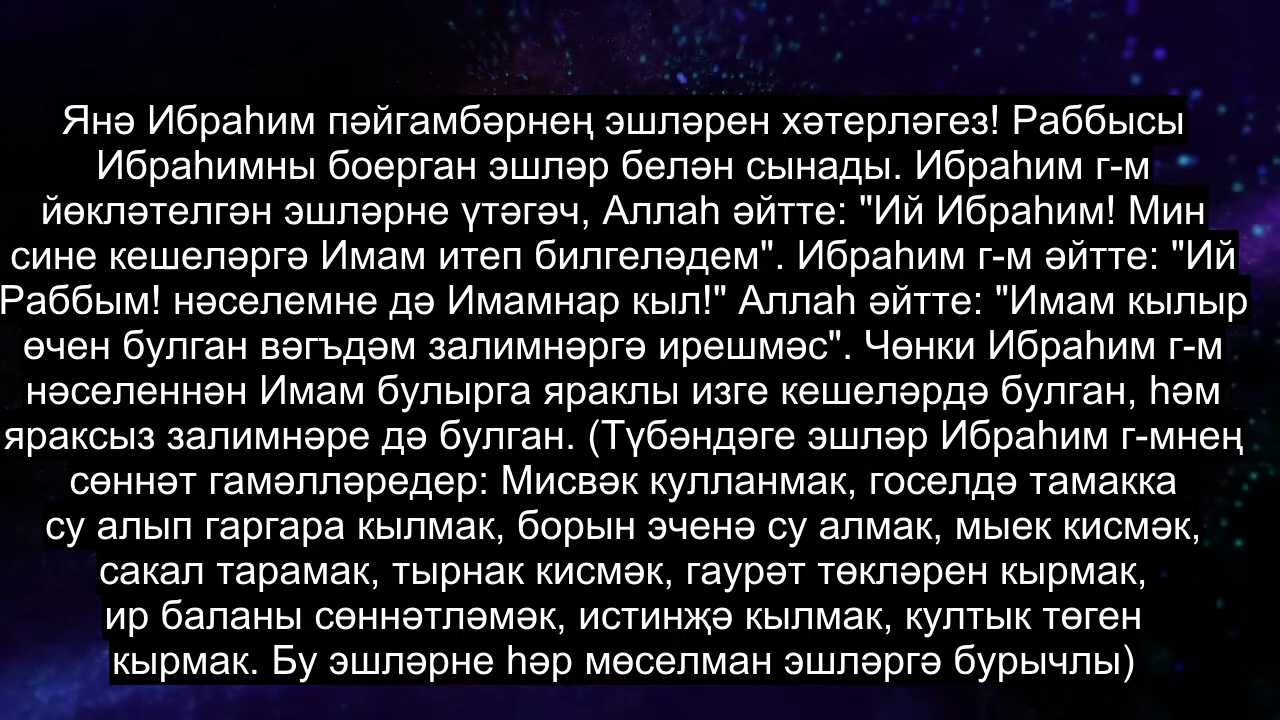 Янә Ибраһим пәйгамбәрнең эшләрен хәтерләгез! Раббысы
Ибраһимны боерган эшләр белән сынады. Ибраһим г-м
йөкләтелгән эшләрне үтәгәч, Аллаһ әйтте: "Ий Ибраһим! Мин
сине кешеләргә Имам итеп билгеләдем". Ибраһим г-м әйтте: "Ий
Раббым! нәселемне дә Имамнар кыл!" Аллаһ әйтте: "Имам кылыр
өчен булган вәгъдәм залимнәргә ирешмәс". Чөнки Ибраһим г-м
нәселеннән Имам булырга яраклы изге кешеләрдә булган, һәм
яраксыз залимнәре дә булган. (Түбәндәге эшләр Ибраһим г-мнең
сөннәт гамәлләредер: Мисвәк кулланмак, госелдә тамакка
су алып гаргара кылмак, борын эченә су алмак, мыек кисмәк,
сакал тарамак, тырнак кисмәк, гаурәт төкләрен кырмак,
ир баланы сөннәтләмәк, истинҗә кылмак, култык төген
кырмак. Бу эшләрне һәр мөселман эшләргә бурычлы)